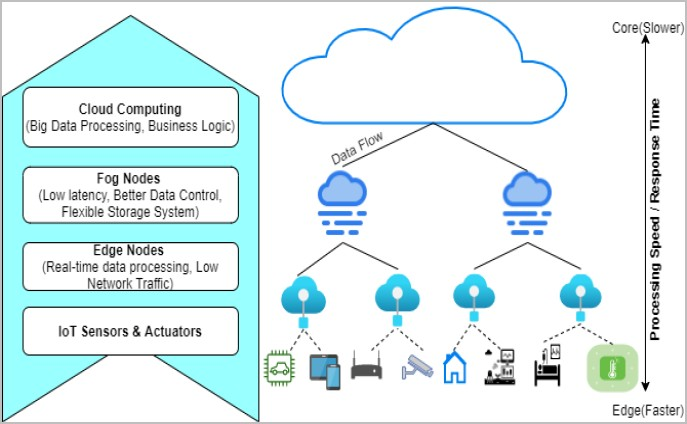 Cloud Computing
(Big Data Processing, Business Logic)
Fog Nodes
(Low latency, Better Data Control,
Flexible Storage System)
Edge Nodes
(Real-time data processing, Low
Network Traffic)
IoT Sensors & Actuators
Data Flow
Core(Slower)
Processing Speed / Response Time
Edge(Faster)